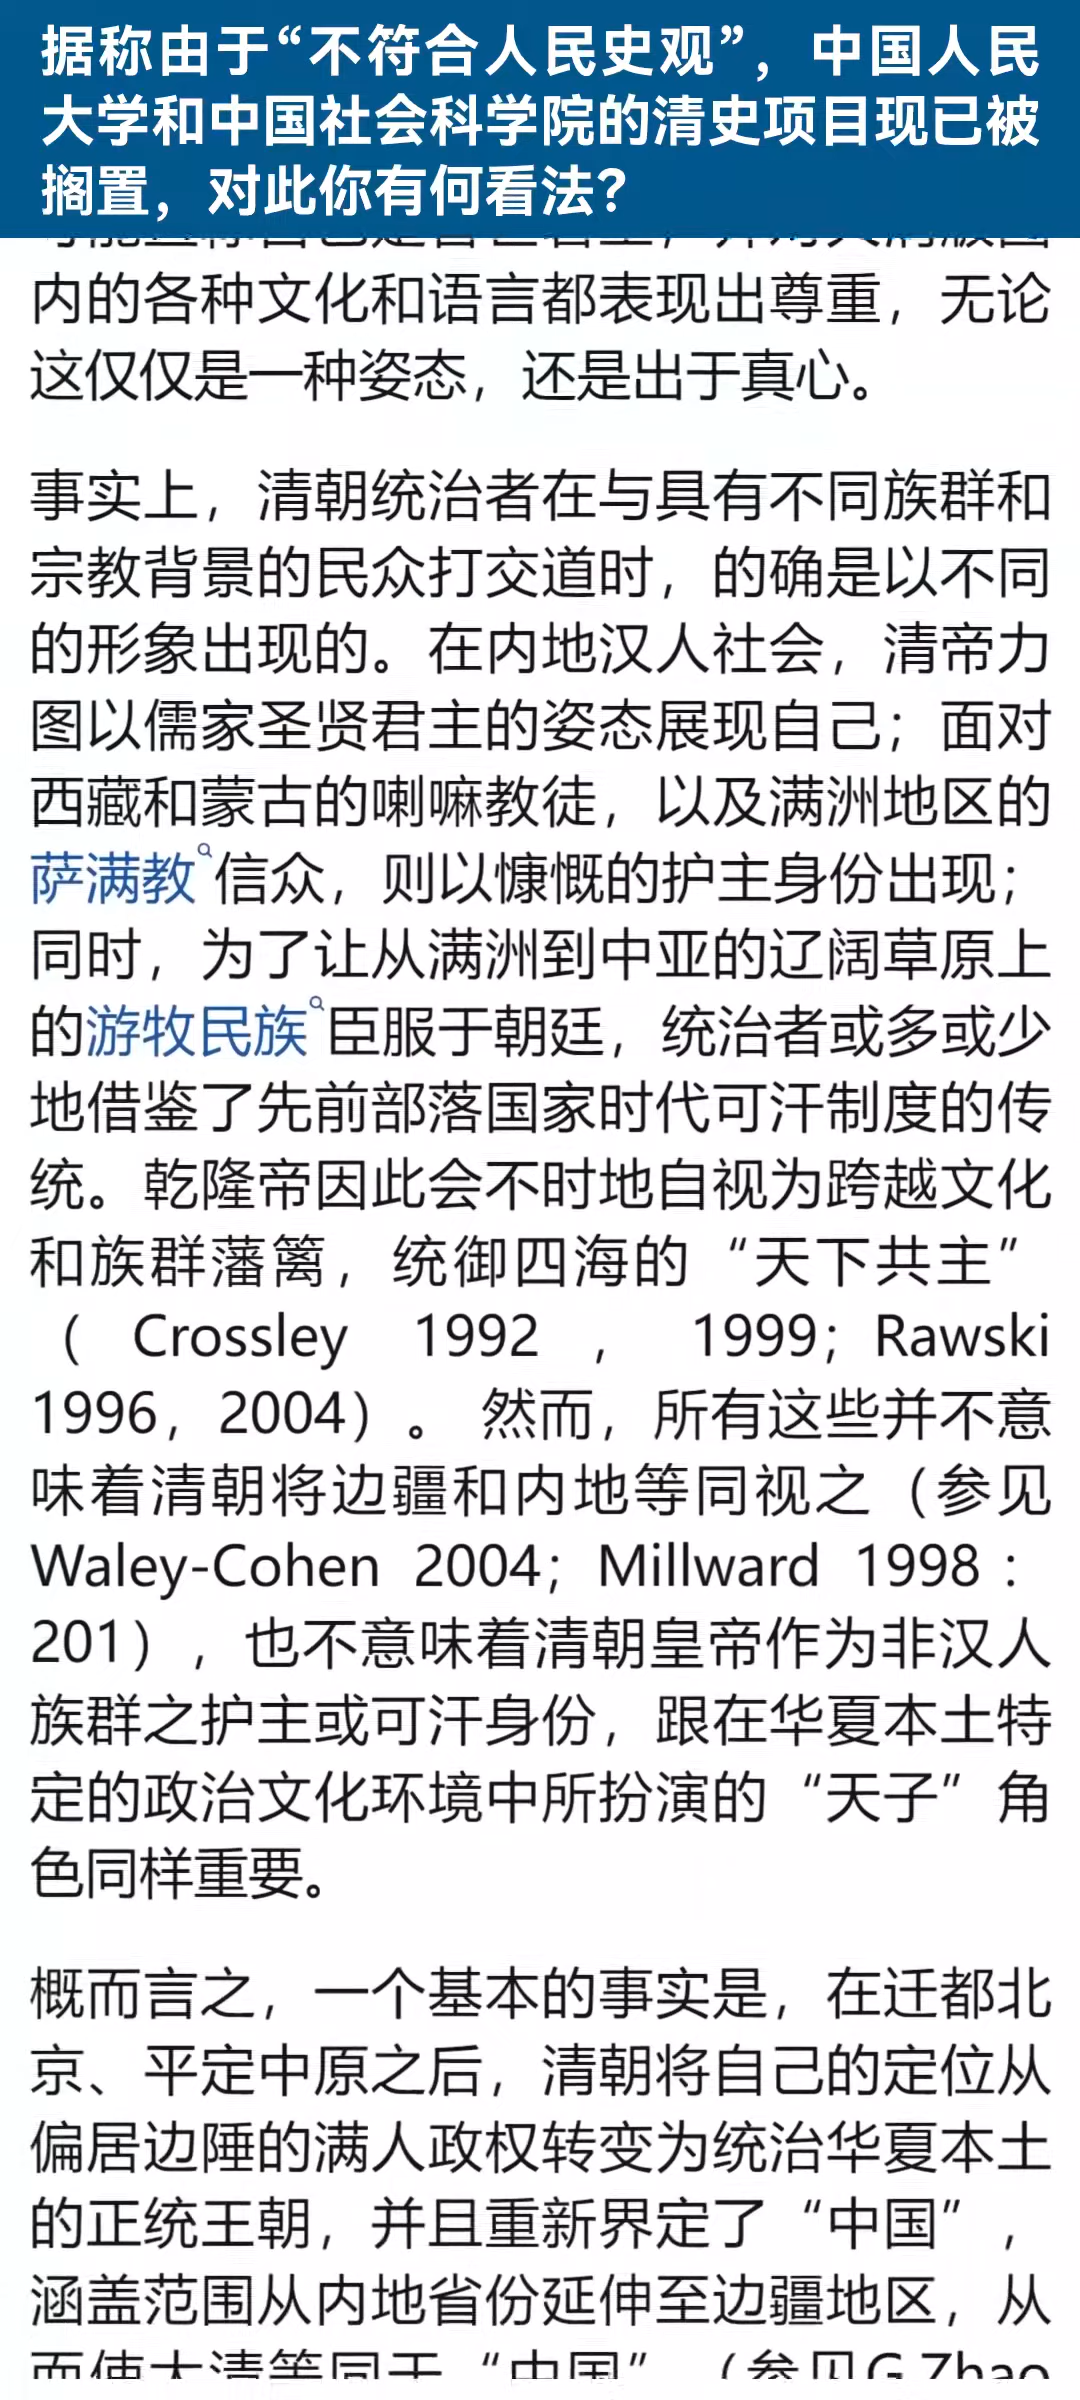 据称由于“不符合人民史观”，中国人民
大学和中国社会科学院的清史项目现已被
搁置，对此你有何看法？
内的各种文化和语言都表现出尊重，无论
这仅仅是一种姿态，还是出于真心。
事实上，清朝统治者在与具有不同族群和
宗教背景的民众打交道时，的确是以不同
的形象出现的。在内地汉人社会，清帝力
图以儒家圣贤君主的姿态展现自己；面对
西藏和蒙古的喇嘛教徒，以及满洲地区的
萨满教信众，则以慷慨的护主身份出现；
同时，为了让从满洲到中亚的辽阔草原上
的游牧民族臣服于朝廷，统治者或多或少
地借鉴了先前部落国家时代可汗制度的传
统。乾隆帝因此会不时地自视为跨越文化
和族群藩篱，统御四海的“天下共主”
（Crossley 1992，1999；Rawski
1996，2004）。然而，所有这些并不意
味着清朝将边疆和内地等同视之（参见
Waley-Cohen 2004；Millward 1998：
201），也不意味着清朝皇帝作为非汉人
族群之护主或可汗身份，跟在华夏本土特
定的政治文化环境中所扮演的“天子”角
色同样重要。
概而言之，一个基本的事实是，在迁都北
京、平定中原之后，清朝将自己的定位从
偏居边陲的满人政权转变为统治华夏本土
的正统王朝，并且重新界定了“中国”，
涵盖范围从内地省份延伸至边疆地区，从
而使大清等同于“中国”（参见G.Zhao